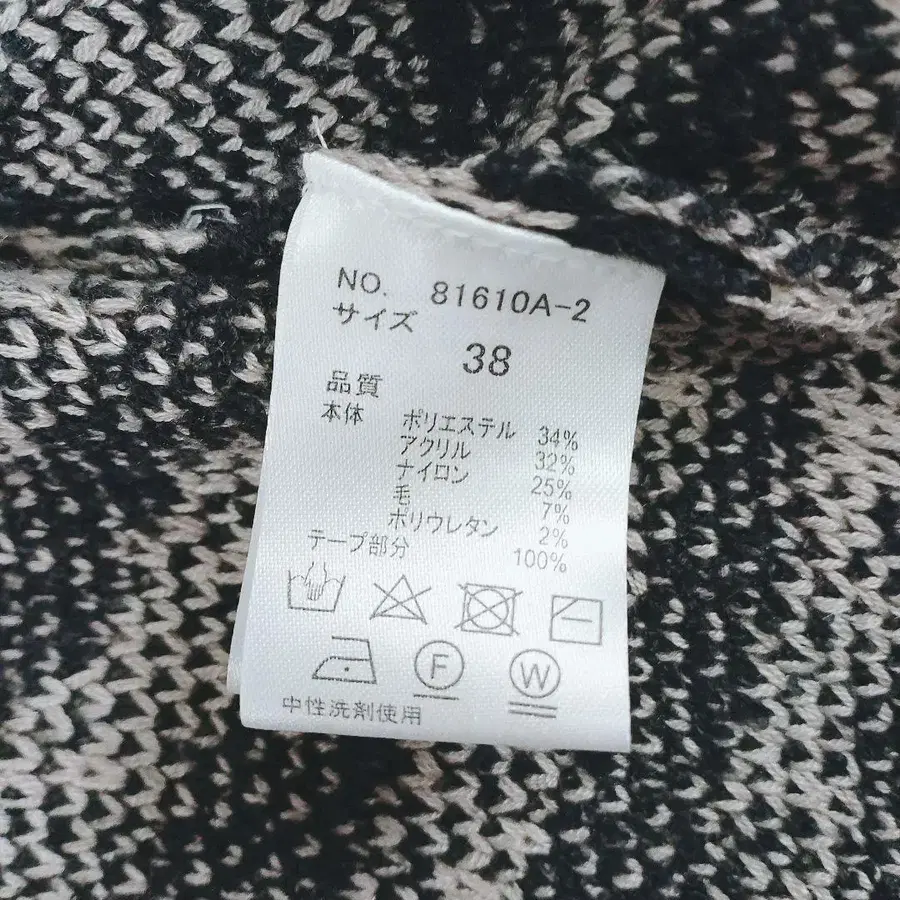 NO. 81610A-2
サイズ
38
品質
本体 ポリエステル 34%
アクリル 32%
ナイロン 25%
毛 7%
ポリウレタン 2%
テープ部分 100%
F W
中性洗剤使用